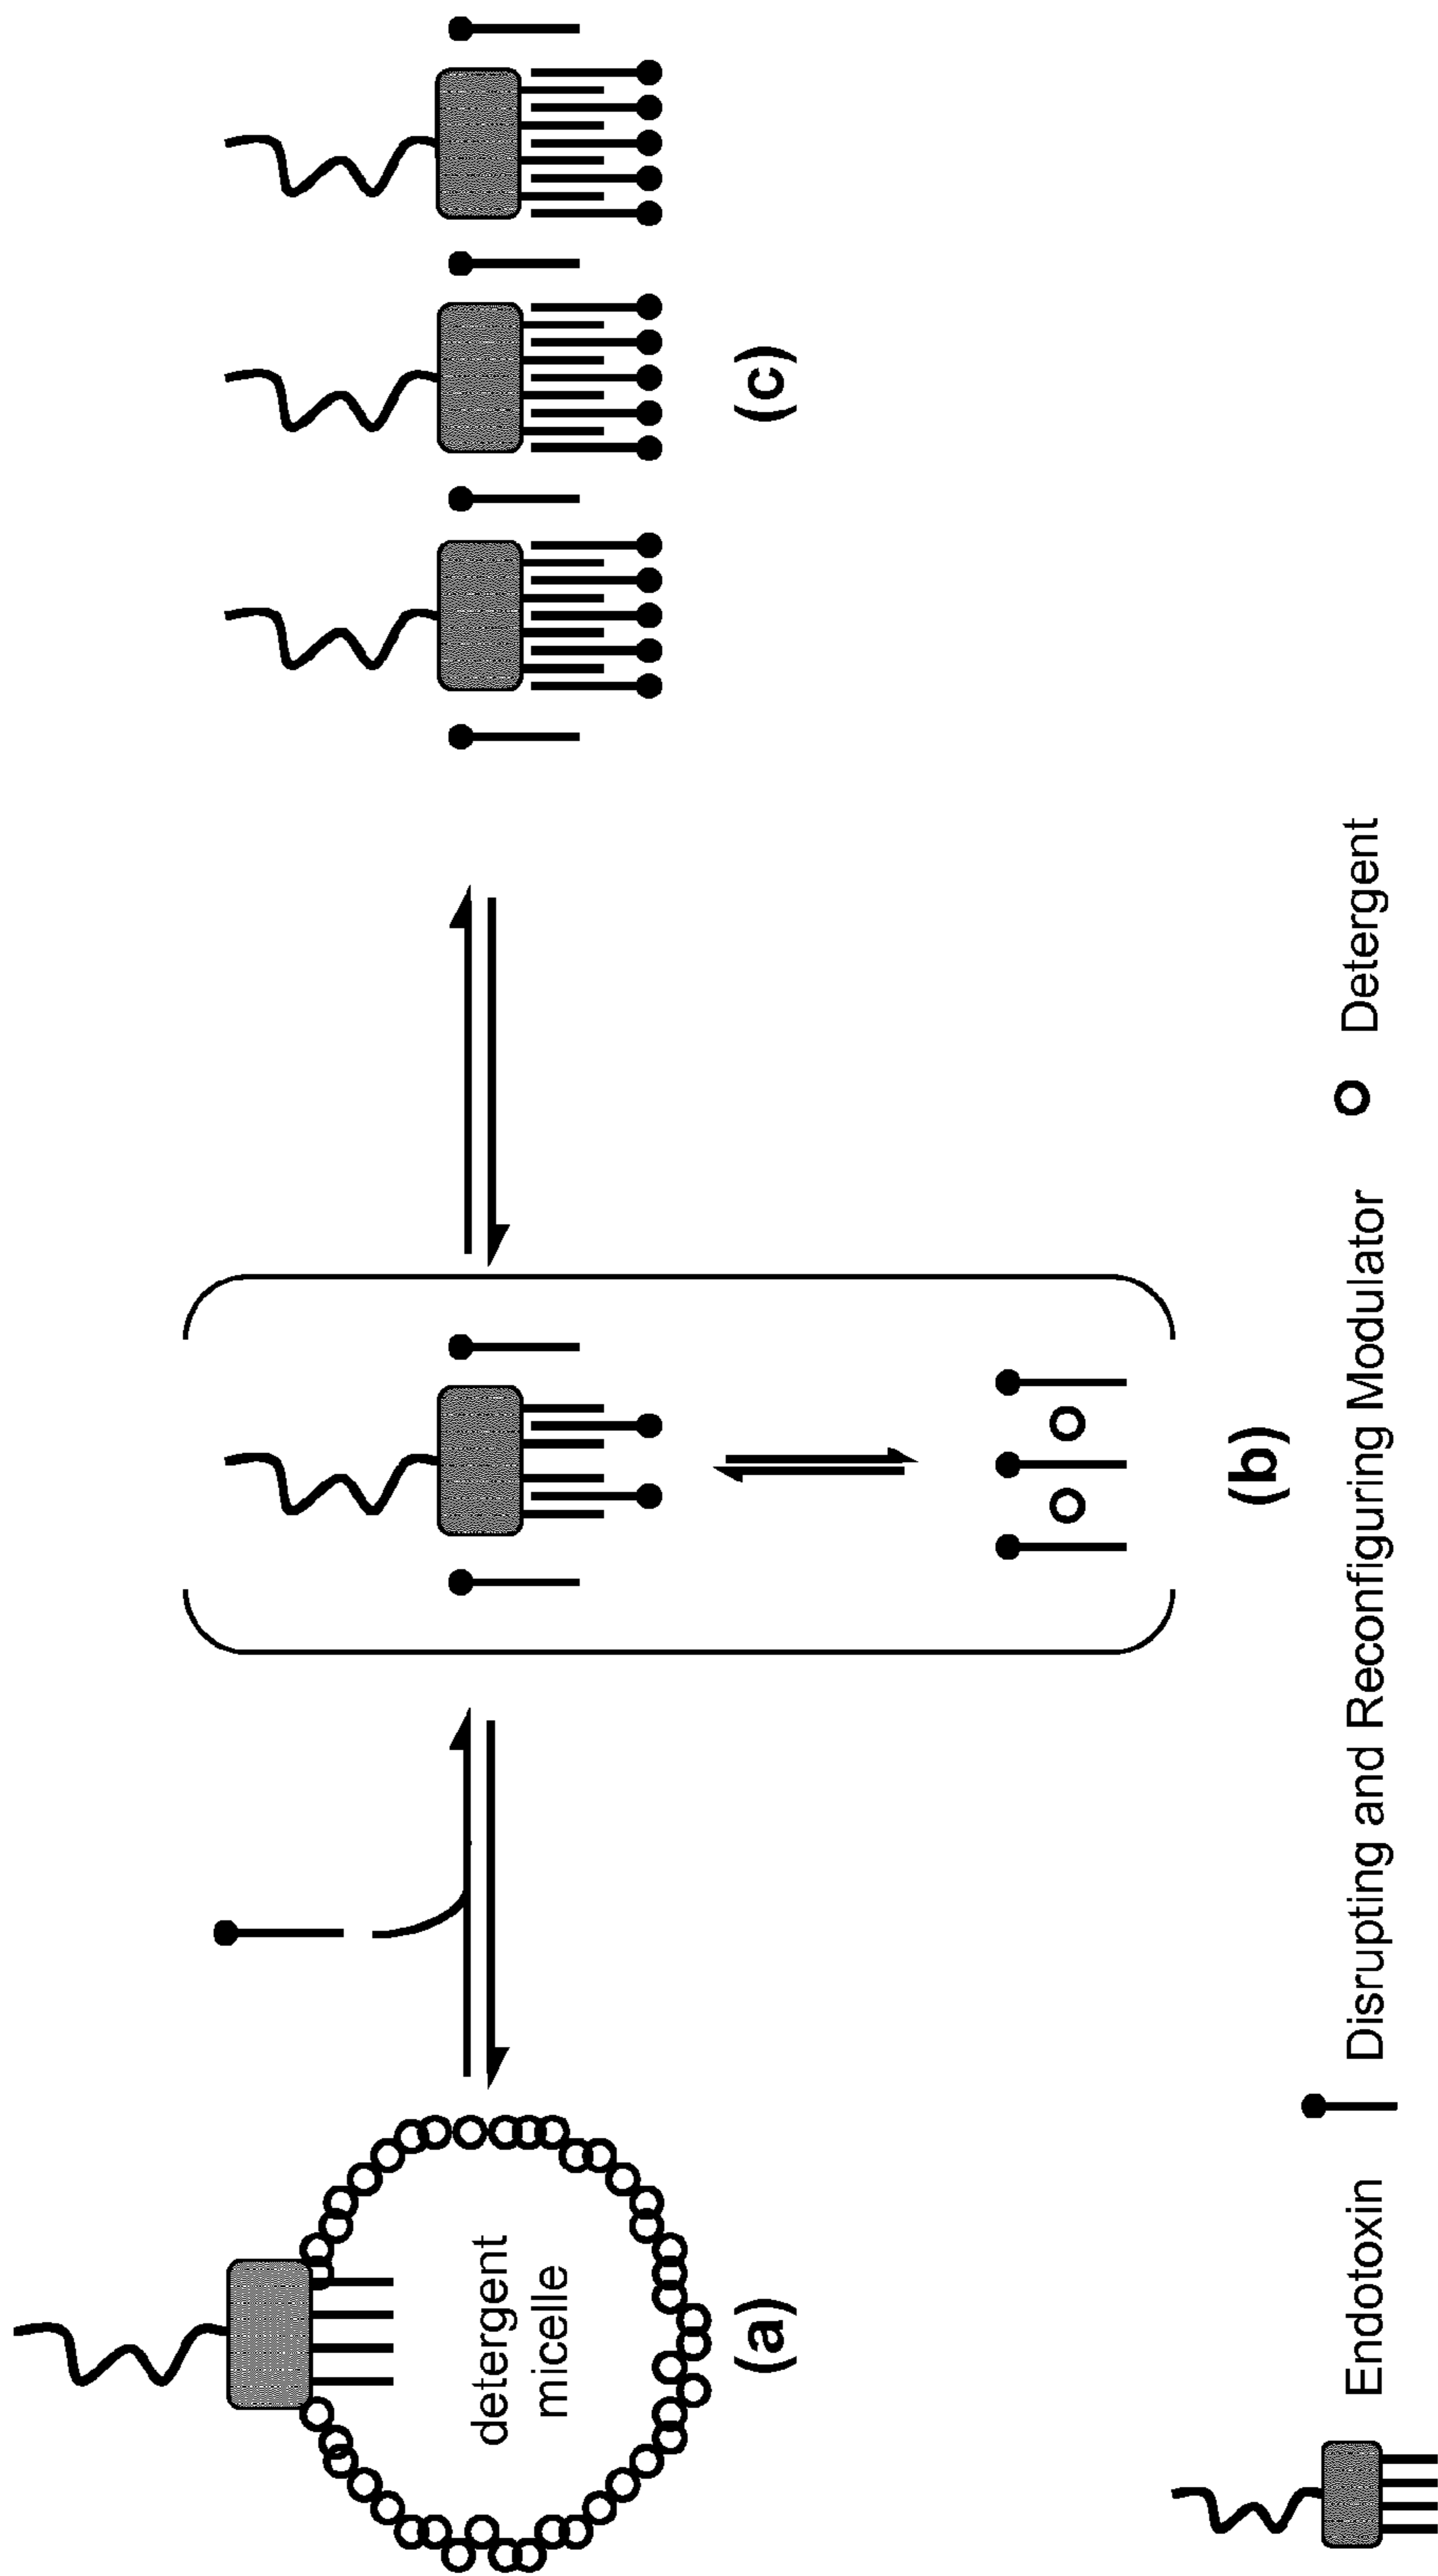 detergent
micelle
(a)
(b)
(c)
Endotoxin
Disrupting and Reconfiguring Modulator
Detergent